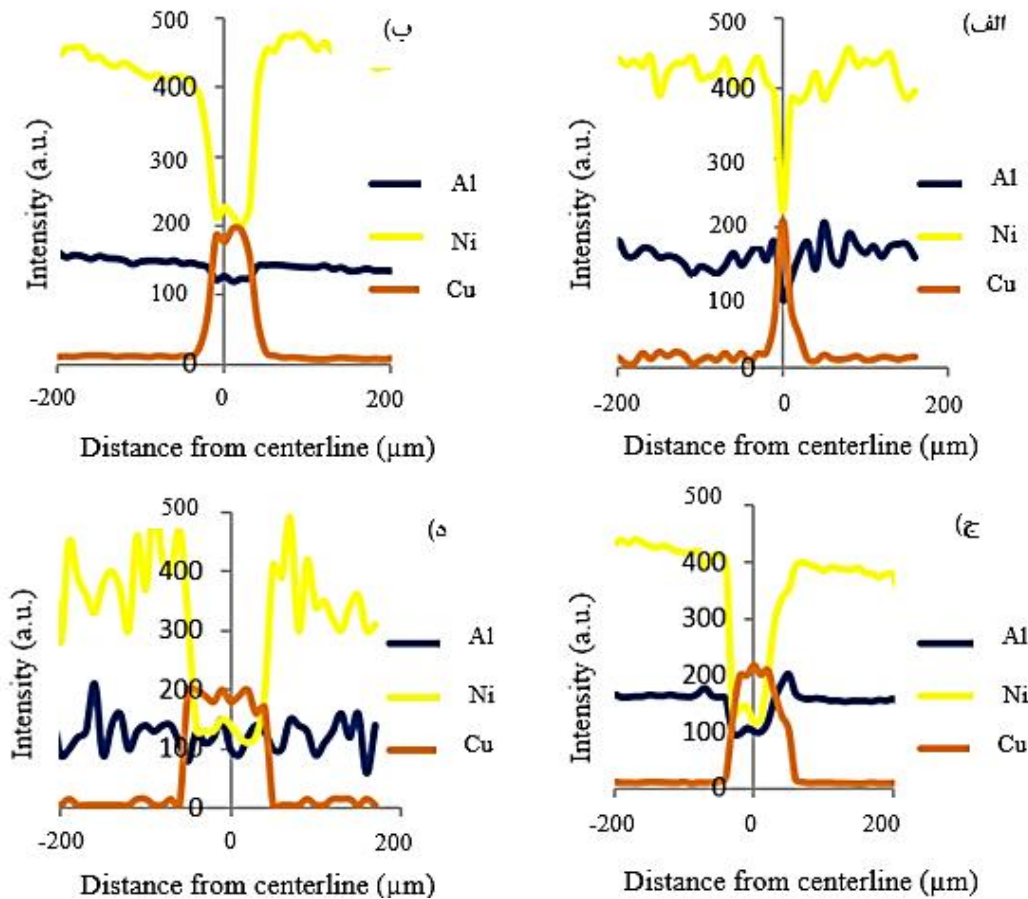 الف)
500
400
300
200
100
0
-200
0
200
Intensity (a.u.)
Distance from centerline (µm)
Al
Ni
Cu
ب)
500
400
300
200
100
0
-200
0
200
Intensity (a.u.)
Distance from centerline (µm)
Al
Ni
Cu
ج)
500
400
300
200
100
0
-200
0
200
Intensity (a.u.)
Distance from centerline (µm)
Al
Ni
Cu
د)
500
400
300
200
100
0
-200
0
200
Intensity (a.u.)
Distance from centerline (µm)
Al
Ni
Cu